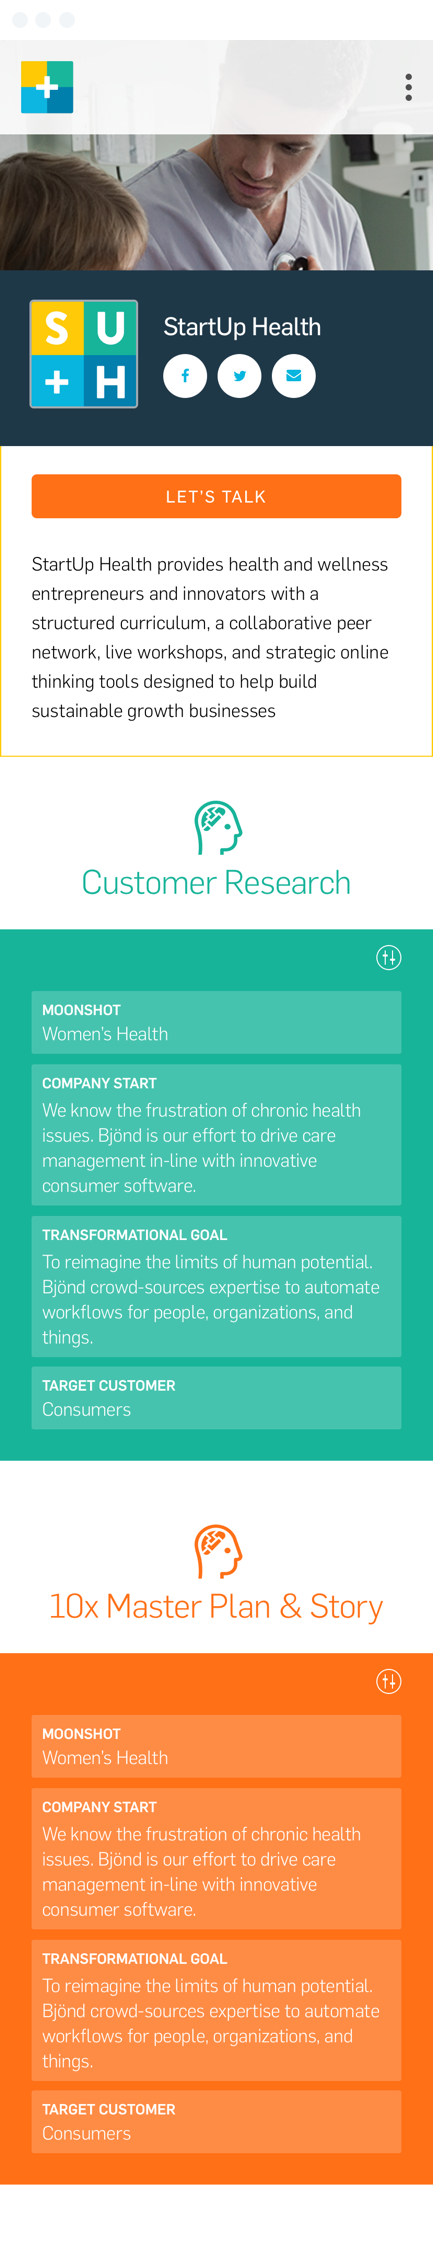 S U
+ H
StartUp Health
LET'S TALK
StartUp Health provides health and wellness
entrepreneurs and innovators with a
structured curriculum, a collaborative peer
network, live workshops, and strategic online
thinking tools designed to help build
sustainable growth businesses
Customer Research
MOONSHOT
Women's Health
COMPANY START
We know the frustration of chronic health
issues. Bjönd is our effort to drive care
management in-line with innovative
consumer software.
TRANSFORMATIONAL GOAL
To reimagine the limits of human potential.
Bjönd crowd-sources expertise to automate
workflows for people, organizations, and
things.
TARGET CUSTOMER
Consumers
10x Master Plan & Story
MOONSHOT
Women's Health
COMPANY START
We know the frustration of chronic health
issues. Bjönd is our effort to drive care
management in-line with innovative
consumer software.
TRANSFORMATIONAL GOAL
To reimagine the limits of human potential.
Bjönd crowd-sources expertise to automate
workflows for people, organizations, and
things.
TARGET CUSTOMER
Consumers